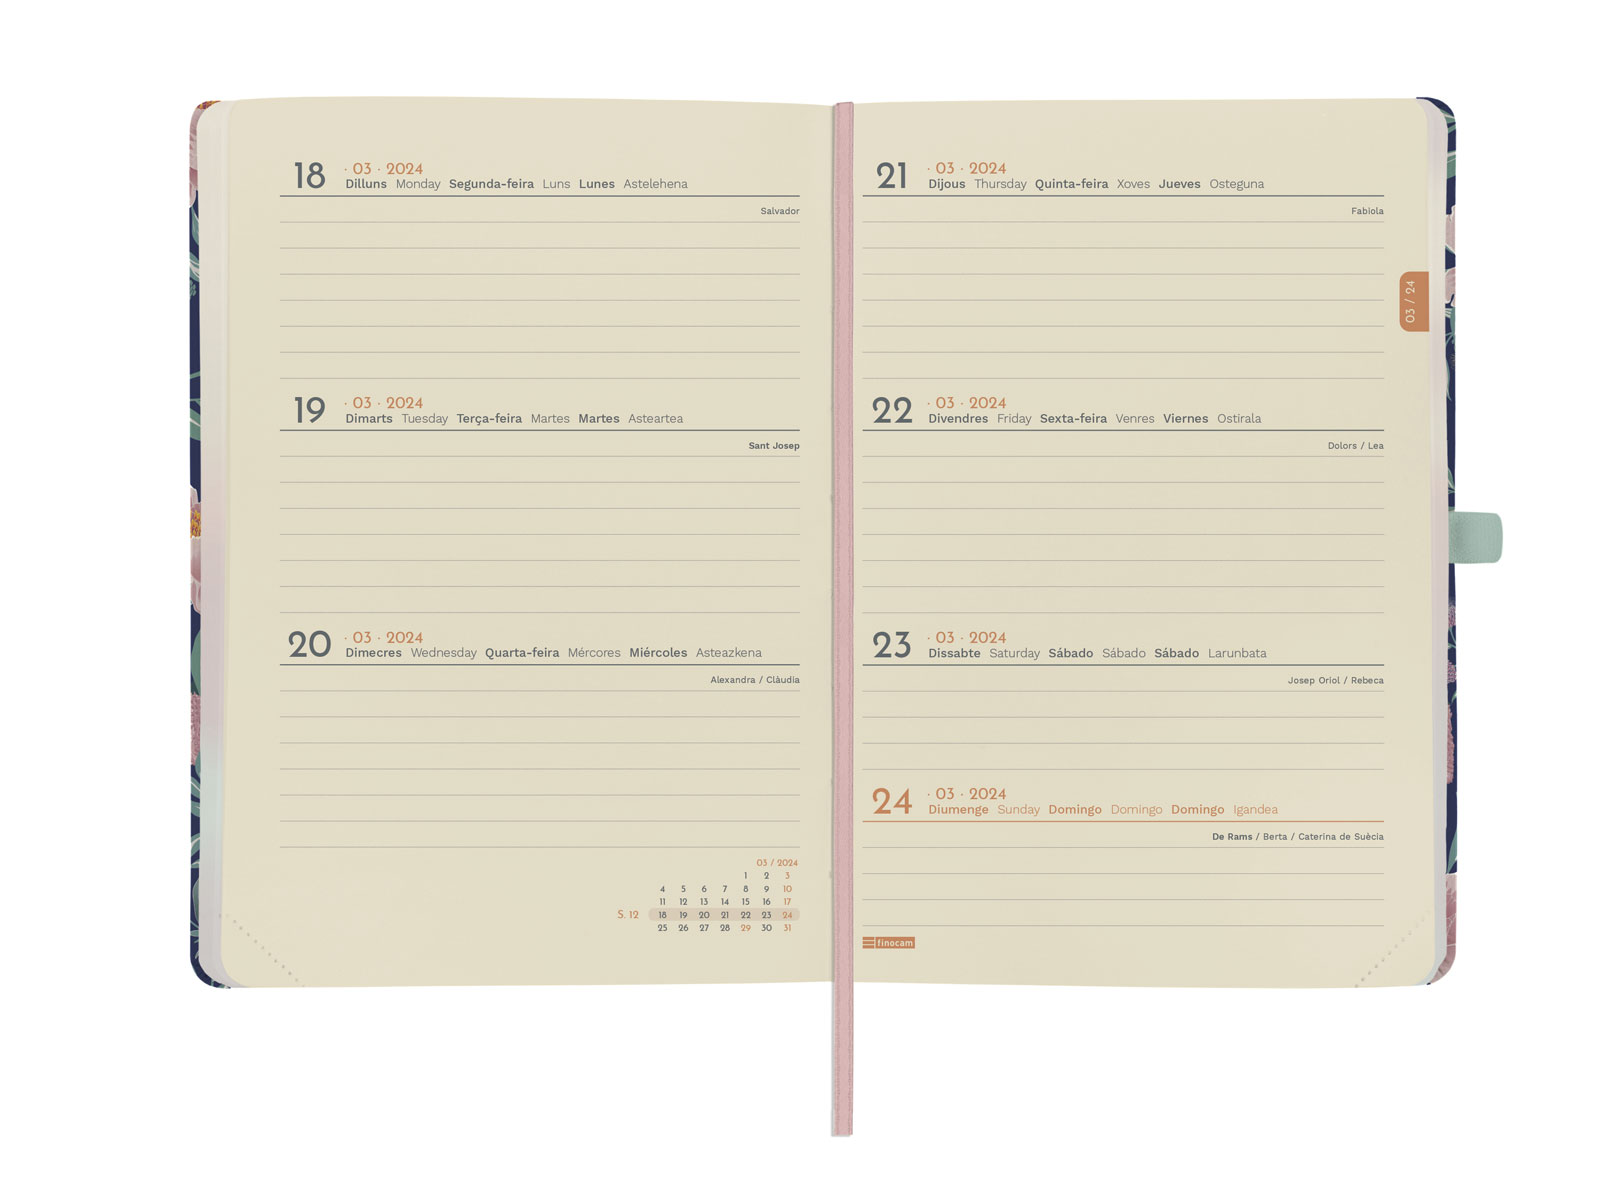 18 · 03 · 2024
Dilluns Monday Segunda-feira Luns Lunes Astelehena
Salvador
19 · 03 · 2024
Dimarts Tuesday Terça-feira Martes Martes Asteartea
Sant Josep
20 · 03 · 2024
Dimecres Wednesday Quarta-feira Mércores Miércoles Asteazkena
Alexandra / Clàudia
03 / 2024
1 2 3
4 5 6 7 8 9 10
11 12 13 14 15 16 17
S. 12 18 19 20 21 22 23 24
25 26 27 28 29 30 31
21 · 03 · 2024
Dijous Thursday Quinta-feira Xoves Jueves Osteguna
Fabiola
03 / 24
22 · 03 · 2024
Divendres Friday Sexta-feira Venres Viernes Ostirala
Dolors / Lea
23 · 03 · 2024
Dissabte Saturday Sábado Sábado Sábado Larunbata
Josep Oriol / Rebeca
24 · 03 · 2024
Diumenge Sunday Domingo Domingo Domingo Igandea
De Rams / Berta / Caterina de Suècia
finocam